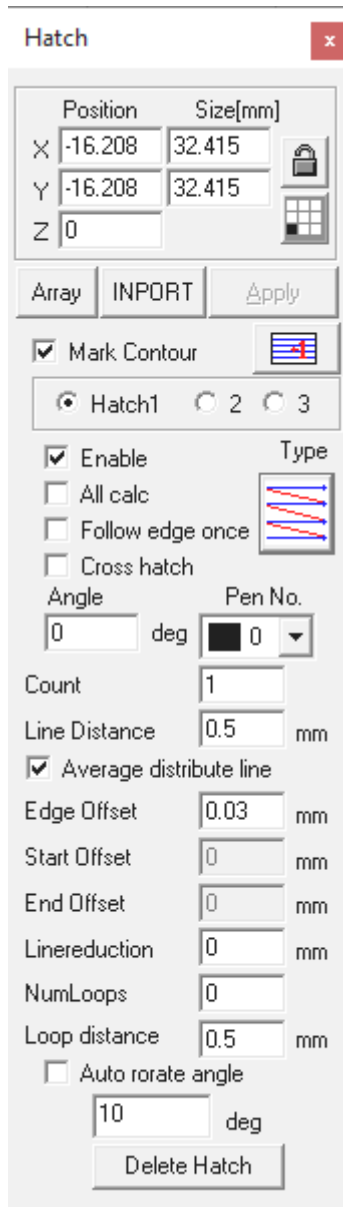 Hatch
x
Position Size[mm]
X -16.208 32.415
Y -16.208 32.415
Z 0
Array INPORT Apply
Mark Contour
Hatch1 2 3
Enable Type
All calc
Follow edge once
Cross hatch
Angle Pen No.
0 deg 0
Count 1
Line Distance 0.5 mm
Average distribute line
Edge Offset 0.03 mm
Start Offset 0 mm
End Offset 0 mm
Linereduction 0 mm
NumLoops 0
Loop distance 0.5 mm
Auto rorate angle
10 deg
Delete Hatch